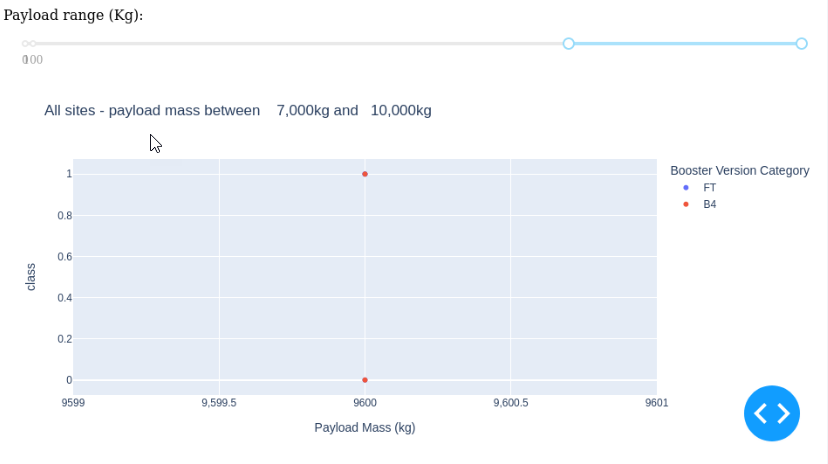 Payload range (Kg):
0
100
All sites - payload mass between 7,000kg and 10,000kg
Booster Version Category
FT
B4
1
0.8
0.6
0.4
0.2
0
class
9599
9,599.5
9600
9,600.5
9601
Payload Mass (kg)